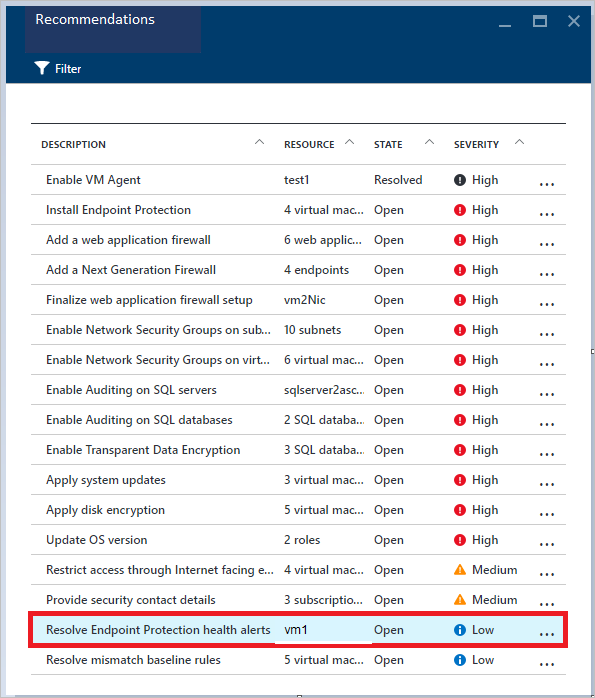 Recommendations
Filter
DESCRIPTION RESOURCE STATE SEVERITY
Enable VM Agent test1 Resolved High ...
Install Endpoint Protection 4 virtual mac... Open High ...
Add a web application firewall 6 web applic... Open High ...
Add a Next Generation Firewall 4 endpoints Open High ...
Finalize web application firewall setup vm2Nic Open High ...
Enable Network Security Groups on sub... 10 subnets Open High ...
Enable Network Security Groups on virt... 6 virtual mac... Open High ...
Enable Auditing on SQL servers sqlserver2asc... Open High ...
Enable Auditing on SQL databases 2 SQL databa... Open High ...
Enable Transparent Data Encryption 3 SQL databa... Open High ...
Apply system updates 3 virtual mac... Open High ...
Apply disk encryption 5 virtual mac... Open High ...
Update OS version 2 roles Open High ...
Restrict access through Internet facing e... 4 virtual mac... Open Medium ...
Provide security contact details 3 subscriptio... Open Medium ...
Resolve Endpoint Protection health alerts vm1 Open Low ...
Resolve mismatch baseline rules 5 virtual mac... Open Low ...